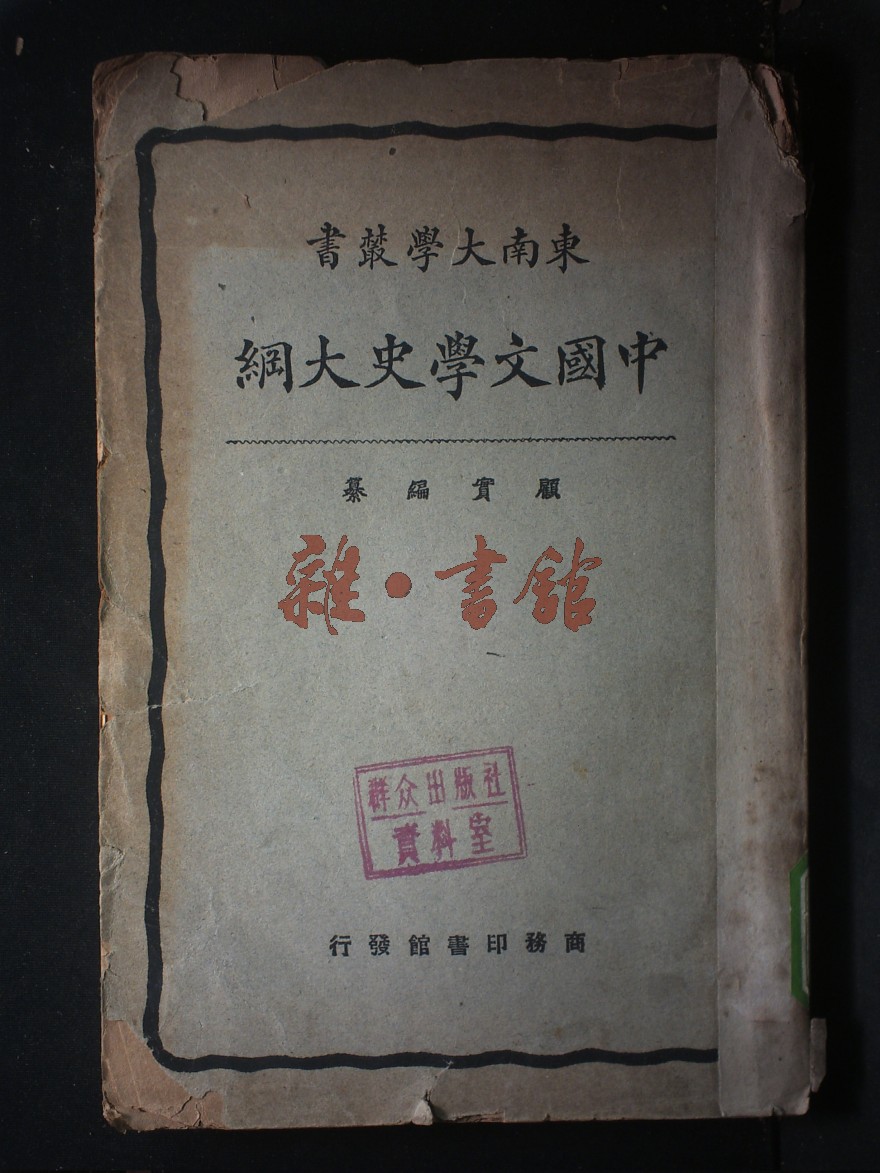 東南大學叢書
中國文學史大綱
顧實編纂
雜·書館
群众出版社
資料室
商務印書館發行